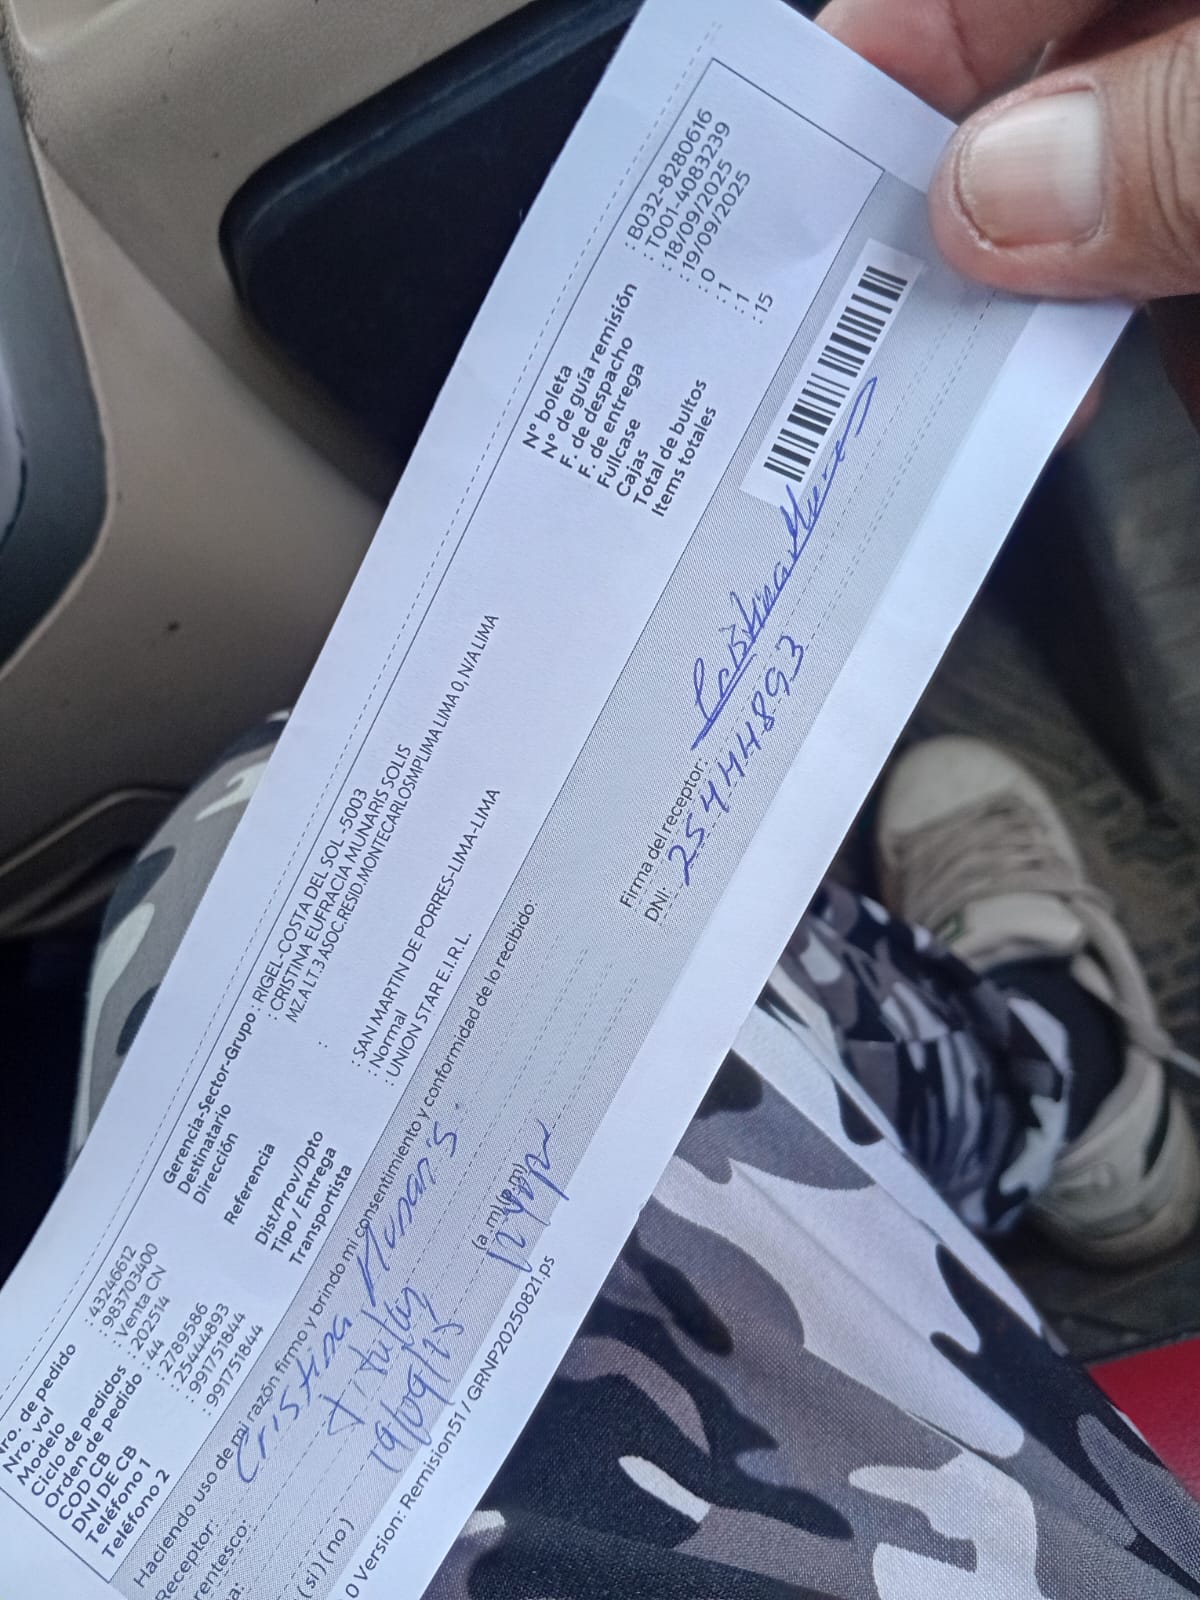 Nro. de pedido : 43246612
Nro. vol : 983703400
Modelo : Venta CN
Ciclo de pedidos : 202514
Orden de pedido : 44
COD CB : 2789586
DNI DE CB : 25444893
Teléfono 1 : 991751844
Teléfono 2 : 991751844
Gerencia-Sector-Grupo : RIGEL-COSTA DEL SOL -5003
Destinatario : CRISTINA EUFRACIA MUNARIS SOLIS
Dirección MZ.A LT.3 ASOC.RESID.MONTECARLOSMPLIMA LIMA 0, N/A LIMA
Referencia :
Dist/Prov/Dpto : SAN MARTIN DE PORRES-LIMA-LIMA
Tipo / Entrega : Normal
Transportista : UNION STAR E.I.R.L.
N° boleta : B032-8280616
N° de guía remisión : T001-4083239
F. de despacho : 18/09/2025
F. de entrega : 19/09/2025
Fullcase : 0
Cajas : 1
Total de bultos : 1
Items totales : 15
Haciendo uso de mi razón firmo y brindo mi consentimiento y conformidad de lo recibido.
Receptor: Cristina Munaris.
rentesco: titular
a: 19/09/25 (a.m)(p.m)
(si) (no)
Firma del receptor:
DNI: 25444893
0 Version: Remision51 / GRNP20250821.ps